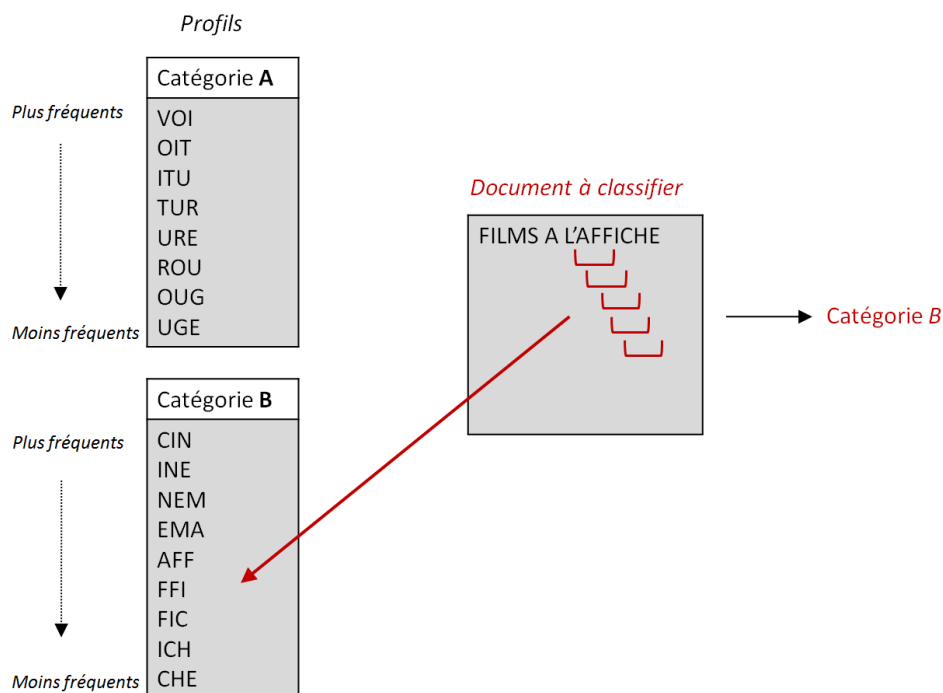 Profils
Catégorie A
Plus fréquents
VOI
OIT
ITU
TUR
URE
ROU
OUG
UGE
Moins fréquents
Document à classifier
FILMS A L’AFFICHE
Catégorie B
Catégorie B
Plus fréquents
CIN
INE
NEM
EMA
AFF
FFI
FIC
ICH
CHE
Moins fréquents